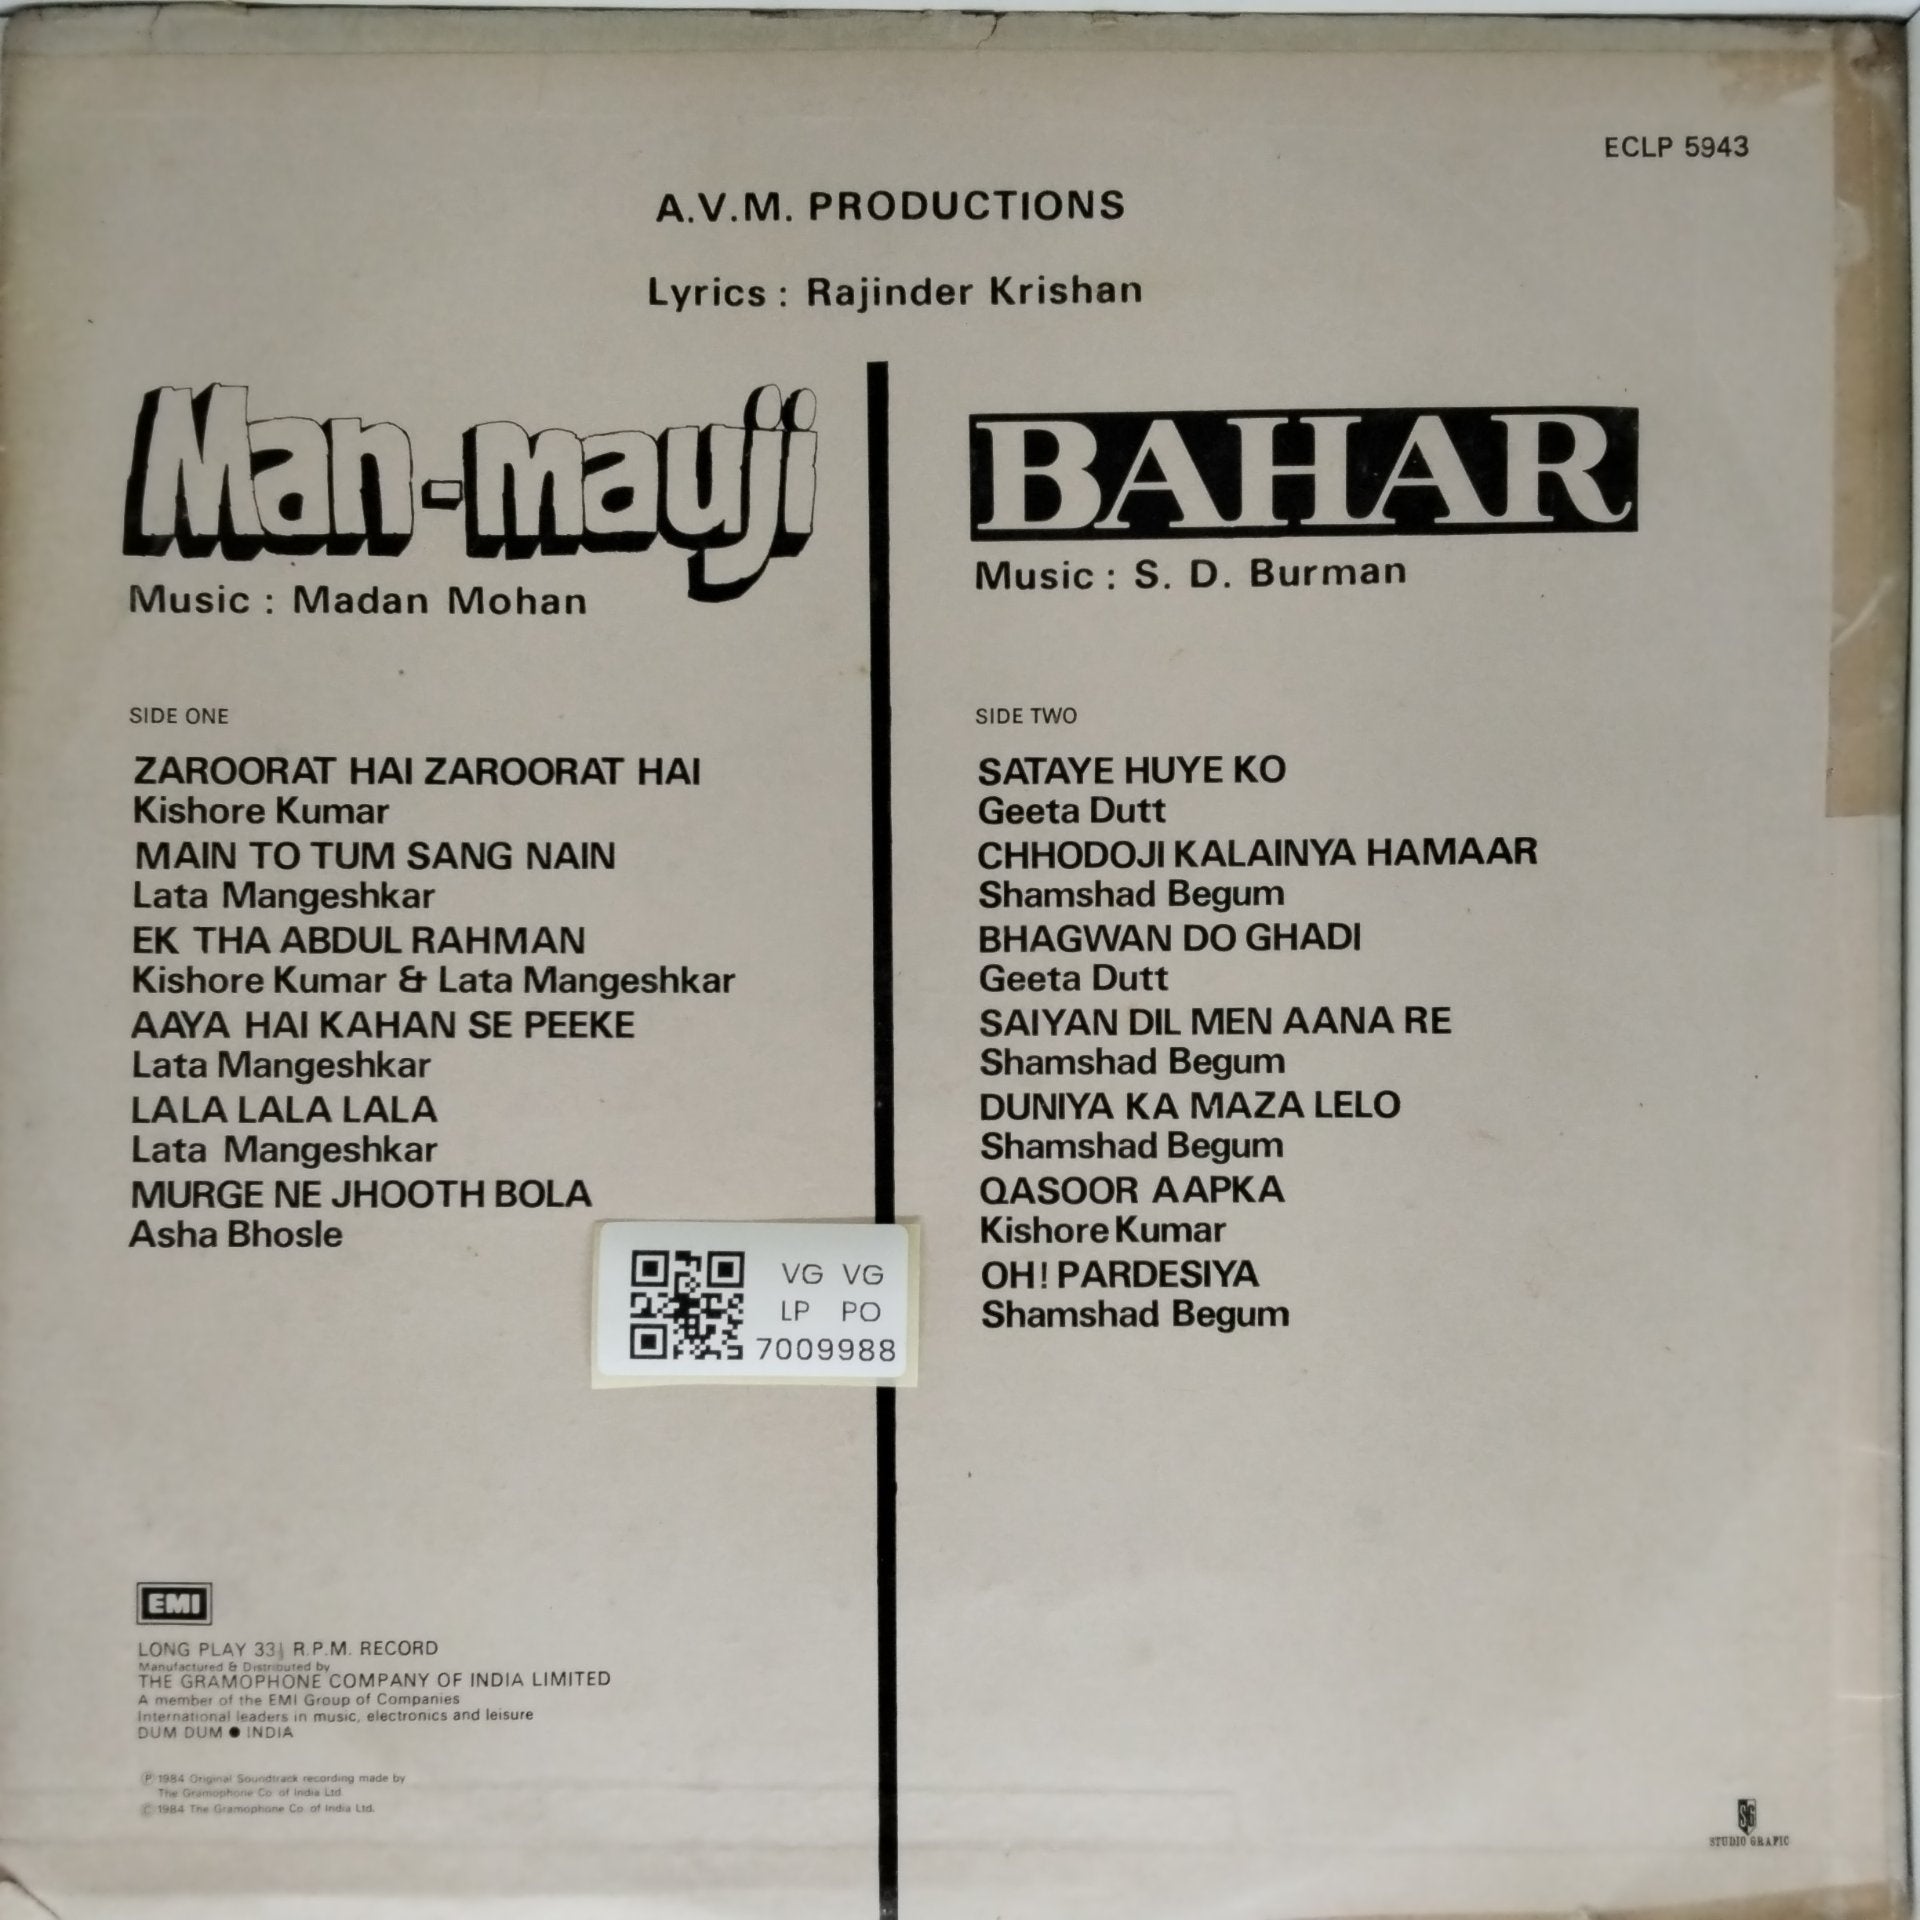 ECLP 5943
A.V.M. PRODUCTIONS
Lyrics : Rajinder Krishan
Man-mauji
Music : Madan Mohan
SIDE ONE
ZAROORAT HAI ZAROORAT HAI
Kishore Kumar
MAIN TO TUM SANG NAIN
Lata Mangeshkar
EK THA ABDUL RAHMAN
Kishore Kumar & Lata Mangeshkar
AAYA HAI KAHAN SE PEEKE
Lata Mangeshkar
LALA LALA LALA
Lata Mangeshkar
MURGE NE JHOOTH BOLA
Asha Bhosle
BAHAR
Music : S. D. Burman
SIDE TWO
SATAYE HUYE KO
Geeta Dutt
CHHODOJI KALAINYA HAMAAR
Shamshad Begum
BHAGWAN DO GHADI
Geeta Dutt
SAIYAN DIL MEN AANA RE
Shamshad Begum
DUNIYA KA MAZA LELO
Shamshad Begum
QASOOR AAPKA
Kishore Kumar
OH! PARDESIYA
Shamshad Begum
VG VG
LP PO
7009988
EMI
LONG PLAY 33⅓ R.P.M. RECORD
Manufactured & Distributed by
THE GRAMOPHONE COMPANY OF INDIA LIMITED
A member of the EMI Group of Companies
International leaders in music, electronics and leisure
DUM DUM ● INDIA
℗ 1984 Original Soundtrack recording made by
The Gramophone Co. of India Ltd.
© 1984 The Gramophone Co. of India Ltd.
SG
STUDIO GRAFIC